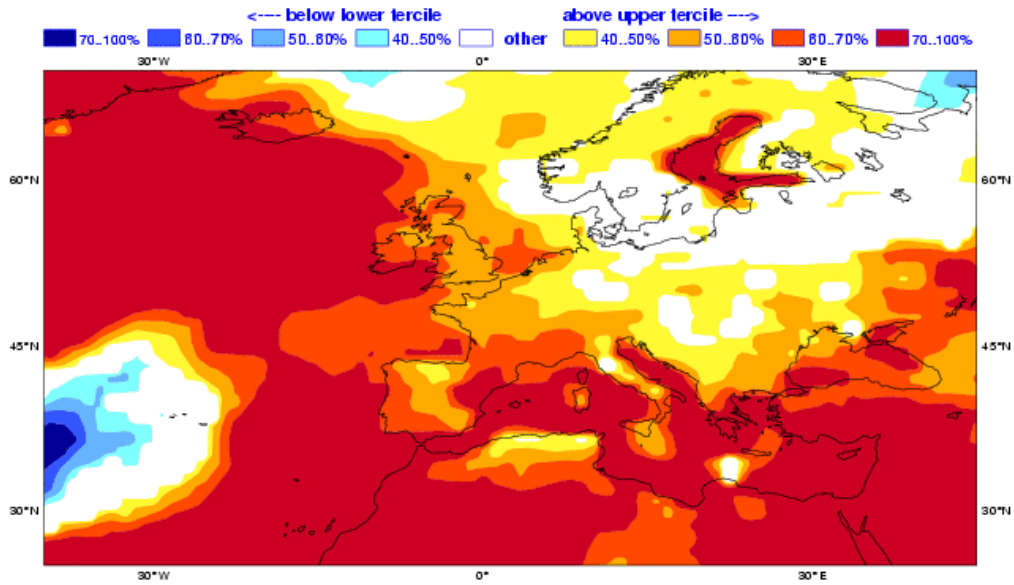 <---- below lower tercile above upper tercile ---->
70..100% 60..70% 50..60% 40..50% other 40..50% 50..60% 60..70% 70..100%
30°W 0° 30°E
60°N 60°N
45°N 45°N
30°N 30°N
30°W 0° 30°E